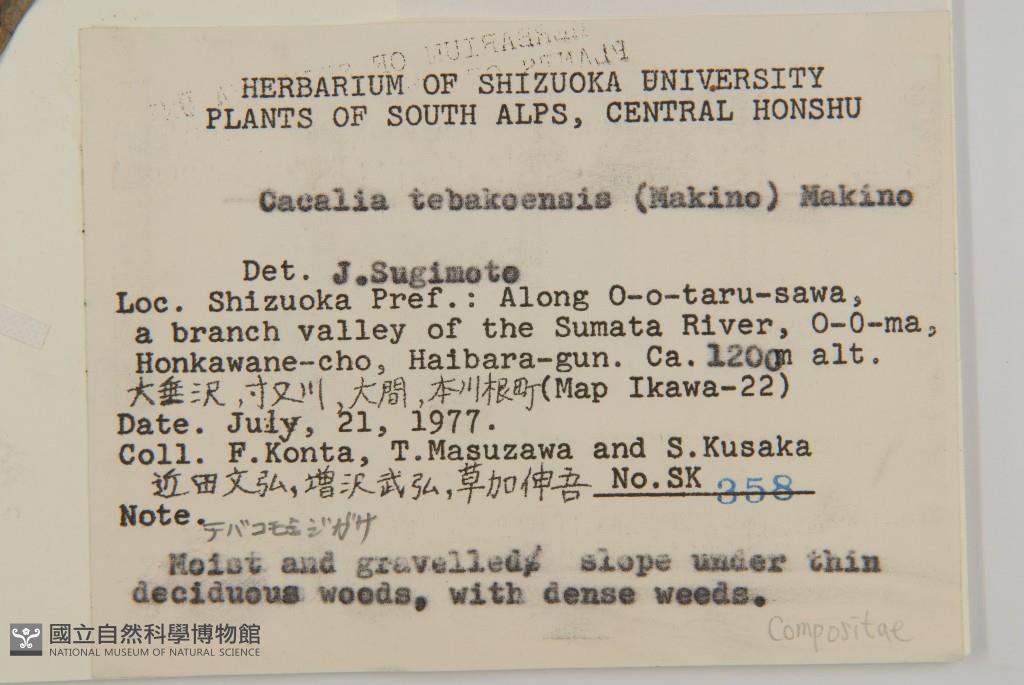 HERBARIUM OF SHIZUOKA UNIVERSITY
PLANTS OF SOUTH ALPS, CENTRAL HONSHU
Cacalia tebakoensis (Makino) Makino
Det. J.Sugimoto
Loc. Shizuoka Pref.: Along O-o-taru-sawa,
a branch valley of the Sumata River, O-O-ma,
Honkawane-cho, Haibara-gun. Ca. 1200m alt.
大垂沢,寸又川,大間,本川根町(Map Ikawa-22)
Date. July, 21, 1977.
Coll. F.Konta, T.Masuzawa and S.Kusaka
近田文弘,増沢武弘,草加伸吾 No.SK 358
Note. テバコモミジガサ
Moist and gravelled slope under thin
deciduous woods, with dense weeds.
Compositae
國立自然科學博物館
NATIONAL MUSEUM OF NATURAL SCIENCE